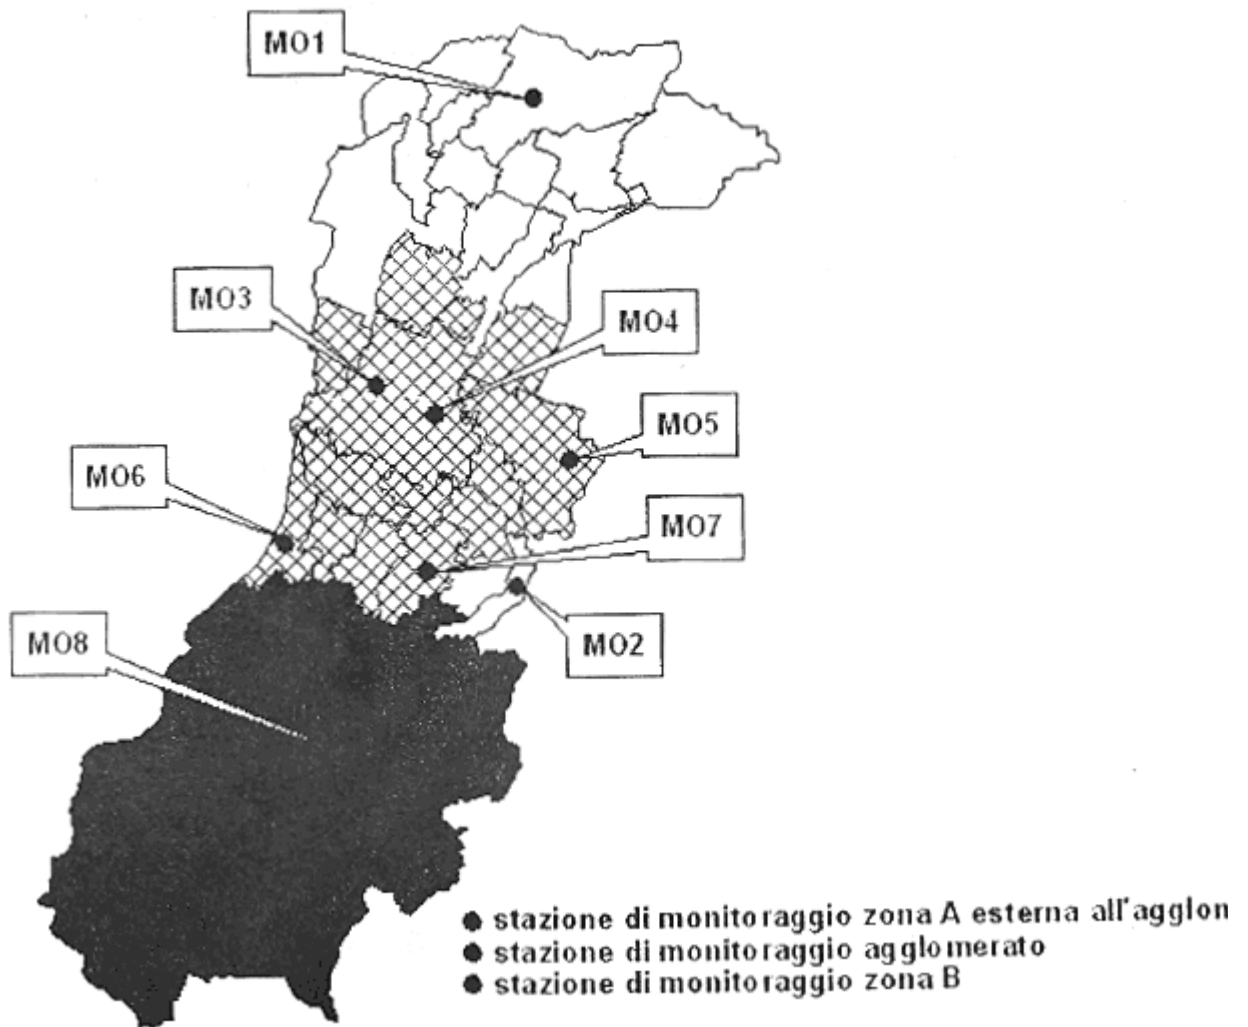 MO1
MO3
MO4
MO5
MO6
MO7
MO2
MO8
stazione di monitoraggio zona A esterna all'agglon
stazione di monitoraggio agglomerato
stazione di monitoraggio zona B